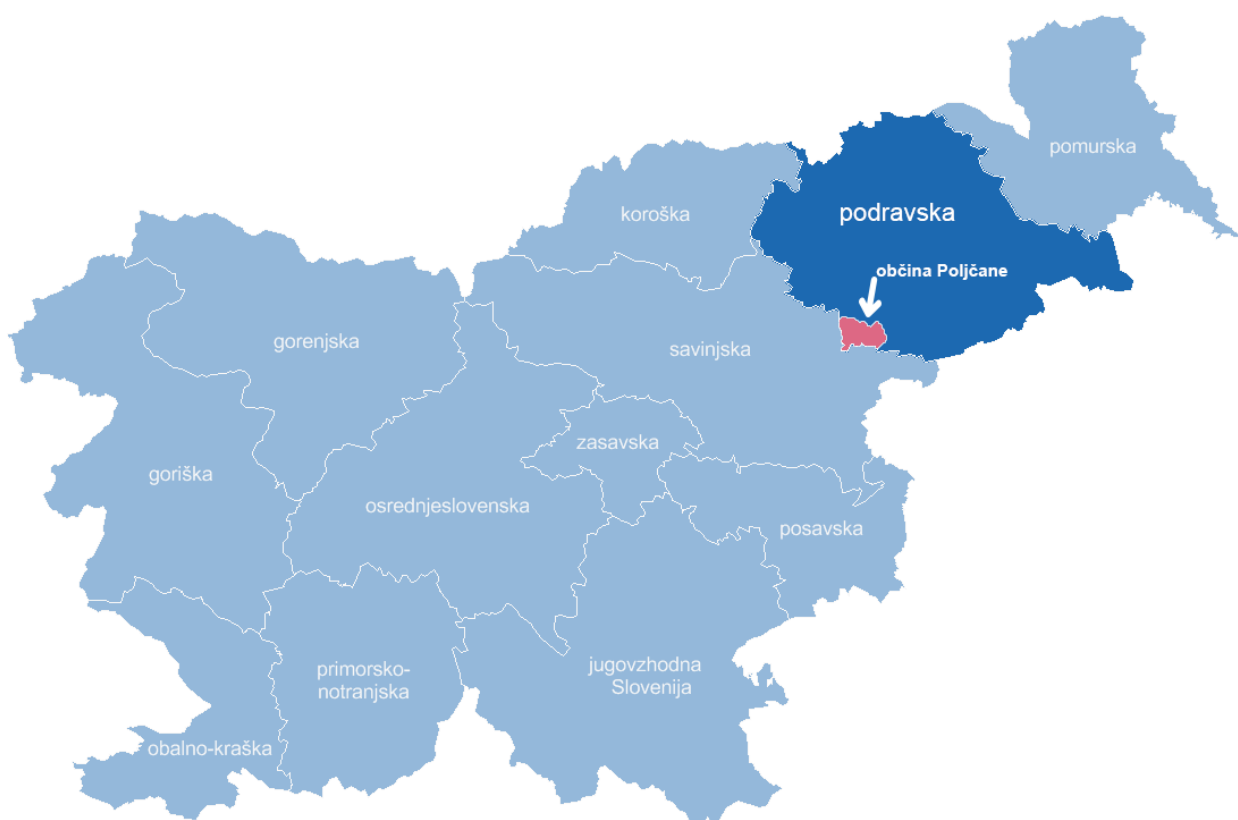 pomurska
podravska
koroška
občina Poljčane
gorenjska
savinjska
zasavska
goriška
osrednjeslovenska
posavska
primorsko-
notranjska
jugovzhodna
Slovenija
obalno-kraška